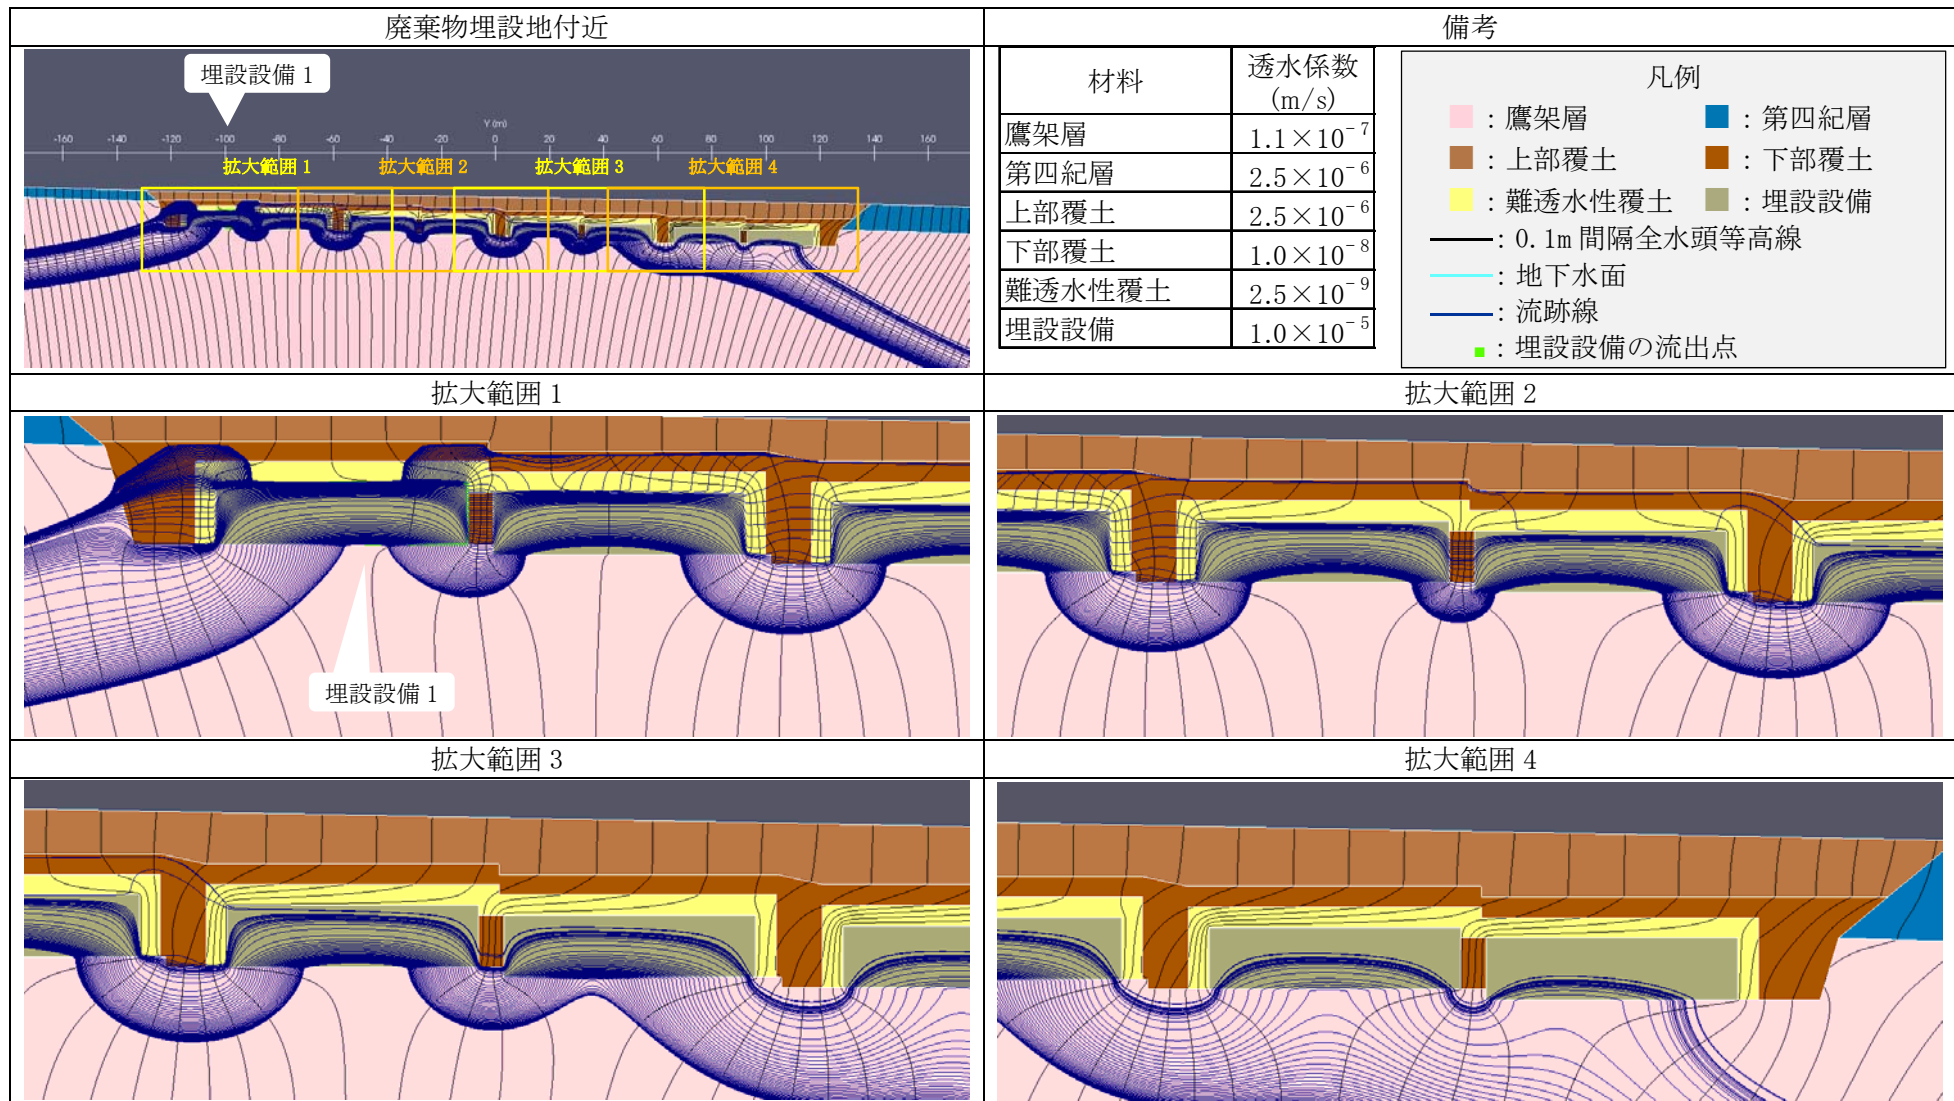 廃棄物埋設地付近
備考
埋設設備 1
Y (m)
-160 -140 -120 -100 -80 -60 -40 -20 0 20 40 60 80 100 120 140 160
拡大範囲 1 拡大範囲 2 拡大範囲 3 拡大範囲 4
材料 透水係数
(m/s)
鷹架層 1.1×10⁻⁷
第四紀層 2.5×10⁻⁶
上部覆土 2.5×10⁻⁶
下部覆土 1.0×10⁻⁸
難透水性覆土 2.5×10⁻⁹
埋設設備 1.0×10⁻⁵
凡例
：鷹架層 ：第四紀層
：上部覆土 ：下部覆土
：難透水性覆土 ：埋設設備
：0.1m 間隔全水頭等高線
：地下水面
：流跡線
：埋設設備の流出点
拡大範囲 1
拡大範囲 2
埋設設備 1
拡大範囲 3
拡大範囲 4